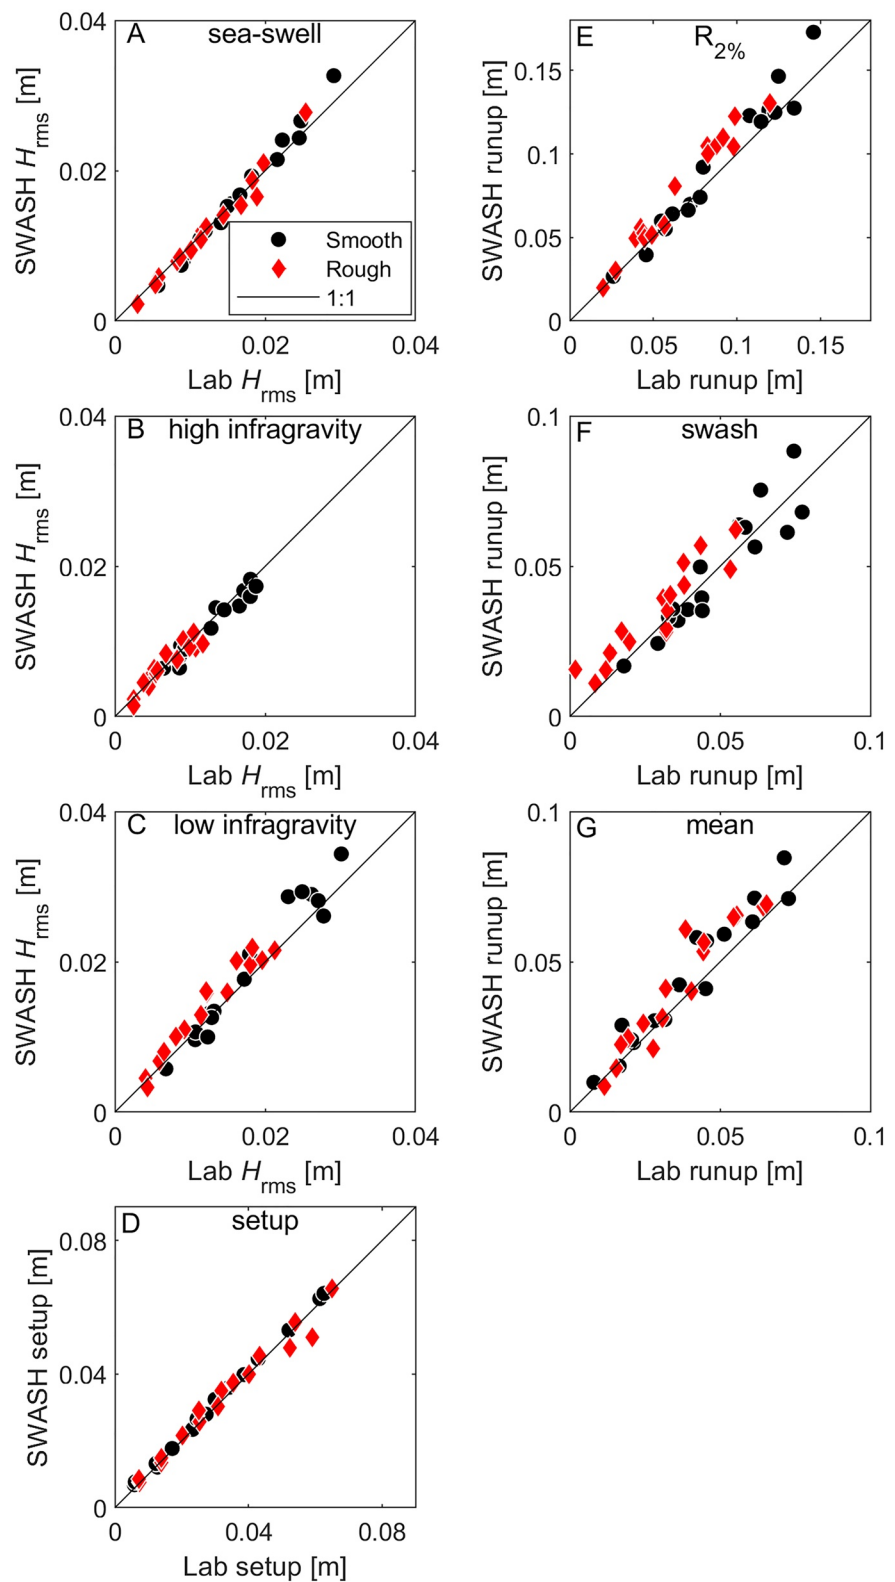 A sea-swell
0.04
0.02
0
0 0.02 0.04
SWASH Hrms [m]
Lab Hrms [m]
Smooth
Rough
1:1
B high infragravity
0.04
0.02
0
0 0.02 0.04
SWASH Hrms [m]
Lab Hrms [m]
C low infragravity
0.04
0.02
0
0 0.02 0.04
SWASH Hrms [m]
Lab Hrms [m]
D setup
0.08
0.04
0
0 0.04 0.08
SWASH setup [m]
Lab setup [m]
E R2%
0.15
0.1
0.05
0
0 0.05 0.1 0.15
SWASH runup [m]
Lab runup [m]
F swash
0.1
0.05
0
0 0.05 0.1
SWASH runup [m]
Lab runup [m]
G mean
0.1
0.05
0
0 0.05 0.1
SWASH runup [m]
Lab runup [m]